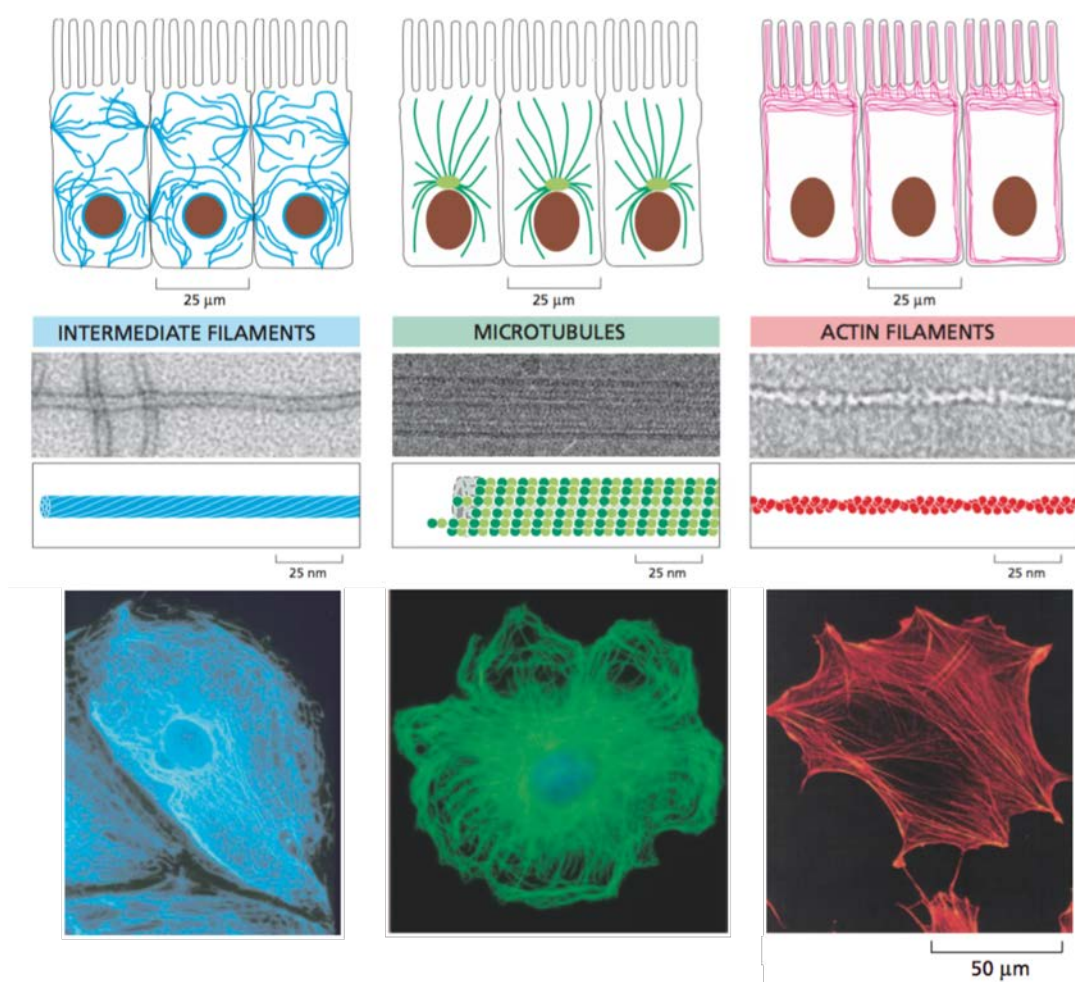 25 μm
25 μm
25 μm
INTERMEDIATE FILAMENTS
MICROTUBULES
ACTIN FILAMENTS
25 nm
25 nm
25 nm
50 μm